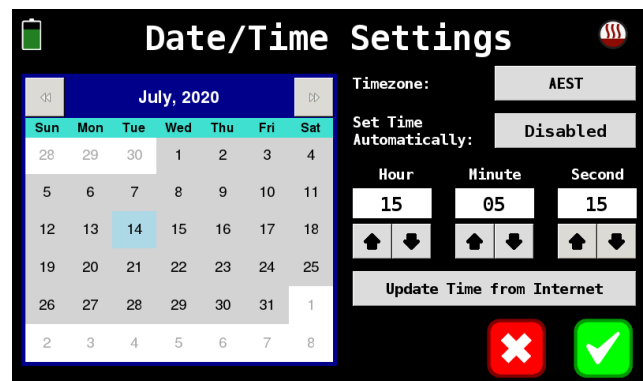 Date/Time Settings
July, 2020
Sun Mon Tue Wed Thu Fri Sat
28 29 30 1 2 3 4
5 6 7 8 9 10 11
12 13 14 15 16 17 18
19 20 21 22 23 24 25
26 27 28 29 30 31 1
2 3 4 5 6 7 8
Timezone: AEST
Set Time
Automatically: Disabled
Hour Minute Second
15 05 15
Update Time from Internet